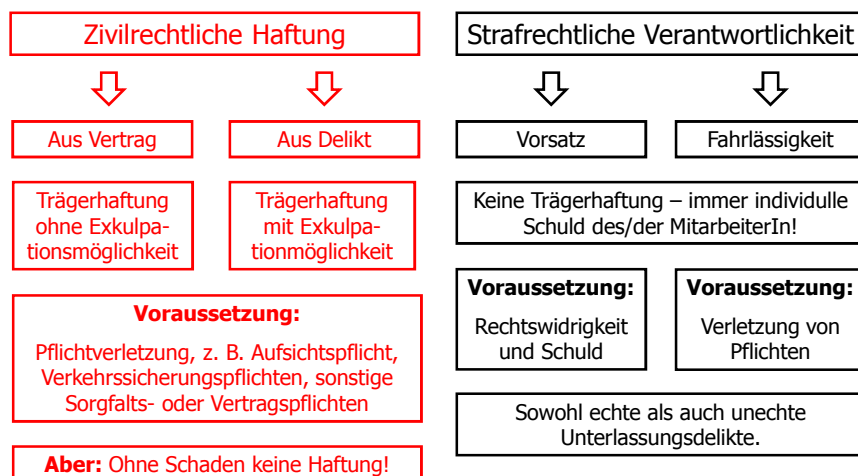 Zivilrechtliche Haftung
Aus Vertrag
Aus Delikt
Trägerhaftung
ohne Exkulpa-
tionsmöglichkeit
Trägerhaftung
mit Exkulpa-
tionmöglichkeit
Voraussetzung:
Pflichtverletzung, z. B. Aufsichtspflicht,
Verkehrssicherungspflichten, sonstige
Sorgfalts- oder Vertragspflichten
Aber: Ohne Schaden keine Haftung!
Strafrechtliche Verantwortlichkeit
Vorsatz
Fahrlässigkeit
Keine Trägerhaftung – immer individulle
Schuld des/der MitarbeiterIn!
Voraussetzung:
Rechtswidrigkeit
und Schuld
Voraussetzung:
Verletzung von
Pflichten
Sowohl echte als auch unechte
Unterlassungsdelikte.